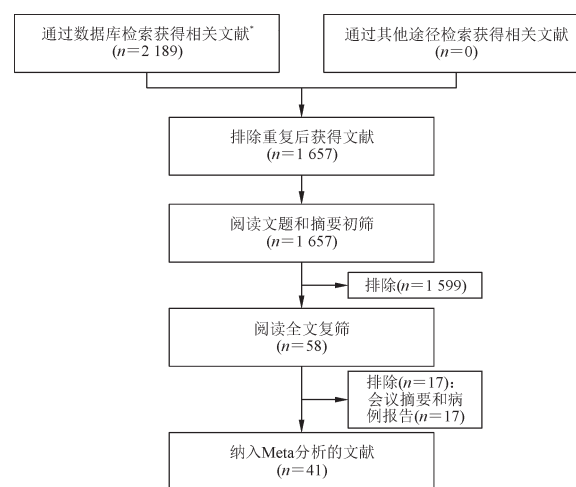 通过数据库检索获得相关文献*
(n=2 189)
通过其他途径检索获得相关文献
(n=0)
排除重复后获得文献
(n=1 657)
阅读文题和摘要初筛
(n=1 657)
排除(n=1 599)
阅读全文复筛
(n=58)
排除(n=17)：
会议摘要和病
例报告(n=17)
纳入Meta分析的文献
(n=41)